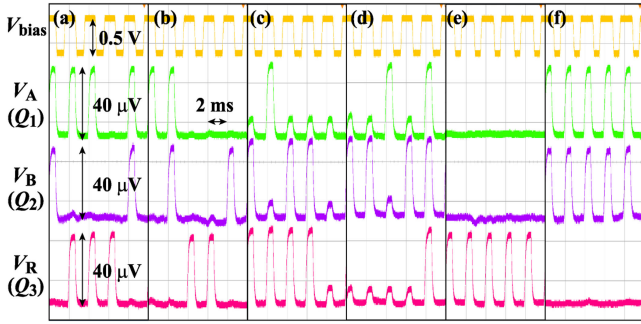 (a) (b) (c) (d) (e) (f)
Vbias
0.5 V
VA
(Q1)
40 μV
2 ms
VB
(Q2)
40 μV
VR
(Q3)
40 μV